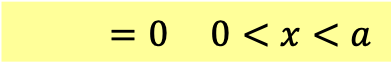 = 0 0 < x < a